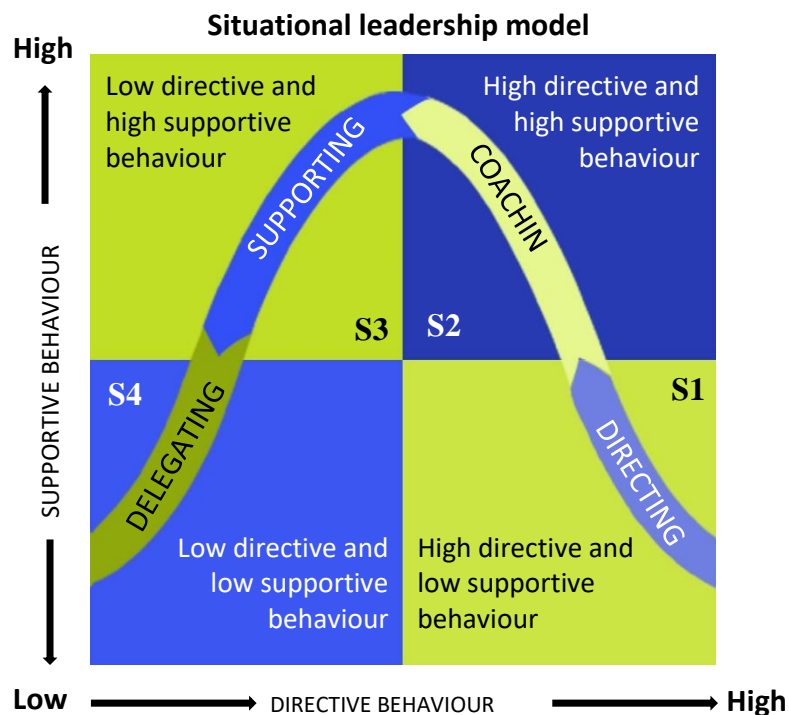 Situational leadership model
High
Low directive and
high supportive
behaviour
High directive and
high supportive
behaviour
SUPPORTING
COACHIN
SUPPORTIVE BEHAVIOUR
S3
S2
S4
S1
DELEGATING
DIRECTING
Low directive and
low supportive
behaviour
High directive and
low supportive
behaviour
Low
DIRECTIVE BEHAVIOUR
High